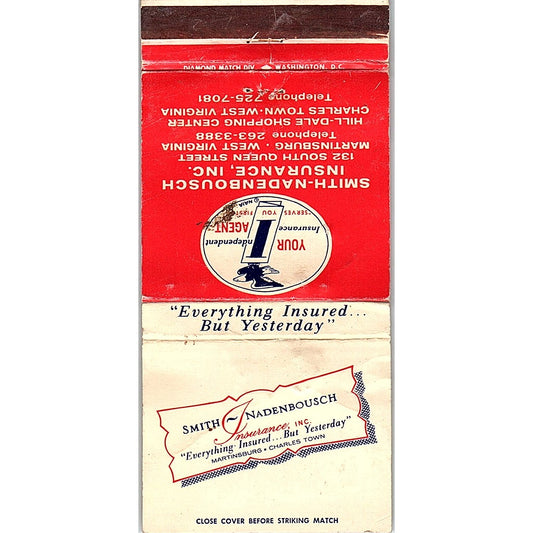 DIAMOND MATCH DIV. WASHINGTON, D.C.
SMITH-NADENBOUSCH
INSURANCE, INC.
132 SOUTH QUEEN STREET
MARTINSBURG · WEST VIRGINIA
Telephone 263-3388
HILL-DALE SHOPPING CENTER
CHARLES TOWN-WEST VIRGINIA
Telephone 725-7081
YOUR
Independent
Insurance
AGENT
"SERVES YOU FIRST"
© NAIA
"Everything Insured...
But Yesterday"
SMITH ~ NADENBOUSCH
Insurance, INC.
"Everything Insured...But Yesterday"
MARTINSBURG • CHARLES TOWN
CLOSE COVER BEFORE STRIKING MATCH